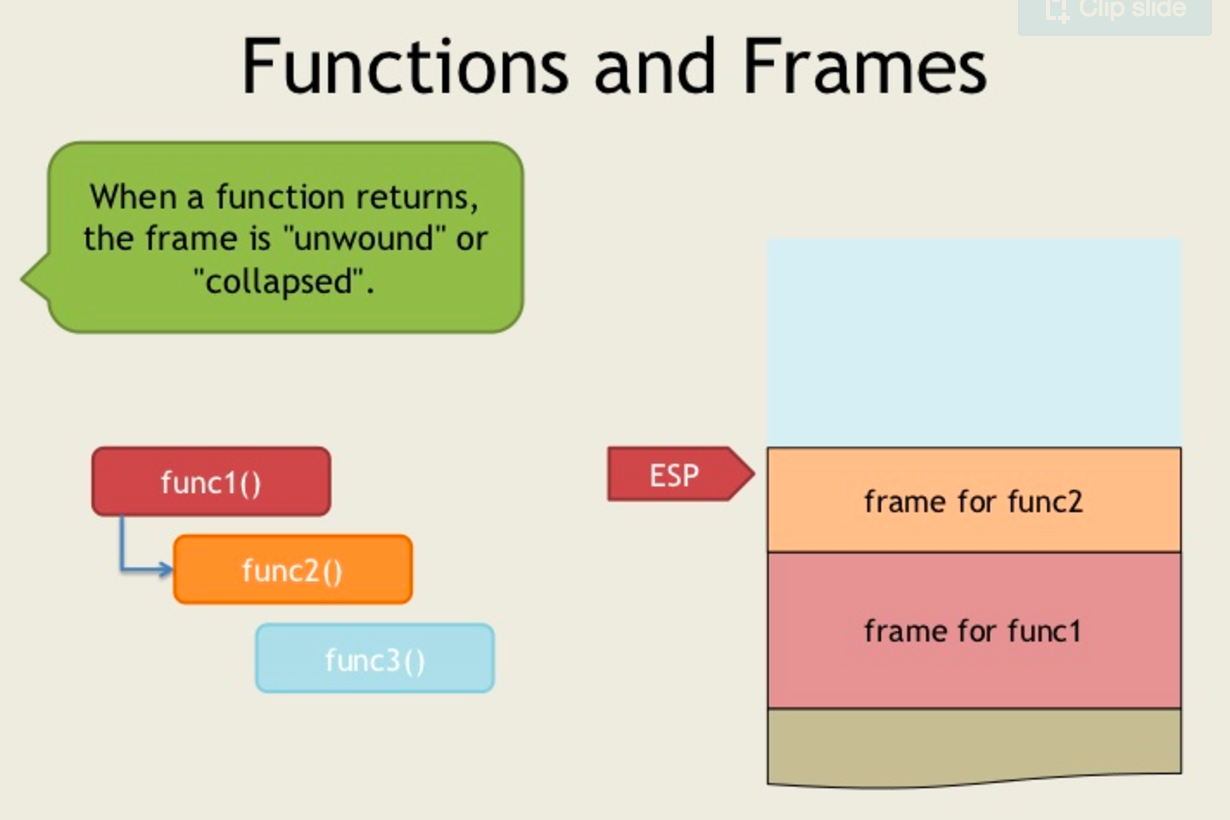 Clip slide
Functions and Frames
When a function returns,
the frame is "unwound" or
"collapsed".
func1()
func2()
func3()
ESP
frame for func2
frame for func1